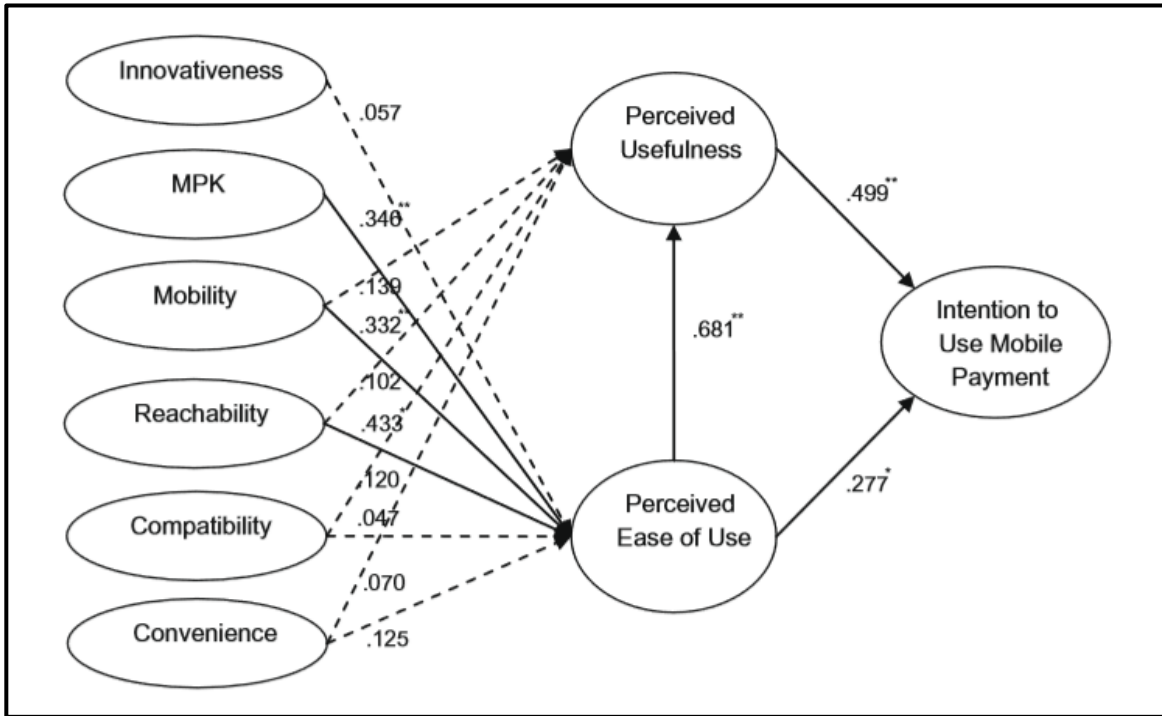 Innovativeness
MPK
Mobility
Reachability
Compatibility
Convenience
.057
.346**
.139
.332**
.102
.433*
.120
.047
.070
.125
Perceived
Usefulness
.681**
Perceived
Ease of Use
.499**
.277*
Intention to
Use Mobile
Payment